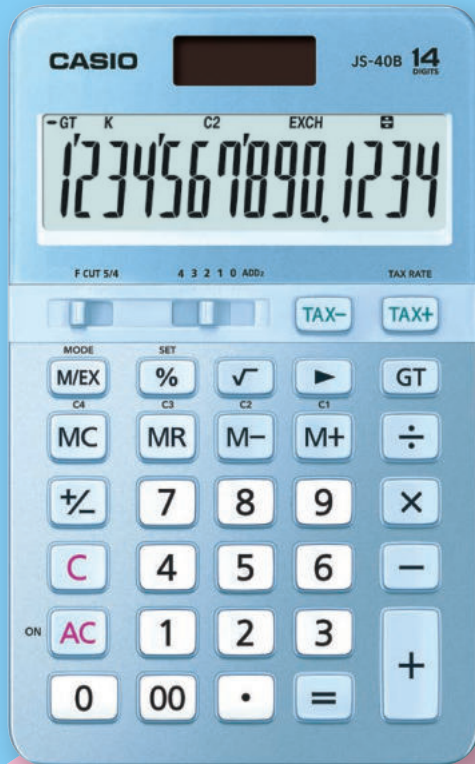 CASIO JS-40B 14 DIGITS
-GT K C2 EXCH
1'234'567'890.1234
F CUT 5/4 4 3 2 1 0 ADD₂ TAX RATE
TAX− TAX+
MODE SET
M/EX % √ ► GT
C4 C3 C2 C1
MC MR M− M+ ÷
+/− 7 8 9 ×
C 4 5 6 −
ON AC 1 2 3 +
0 00 • =